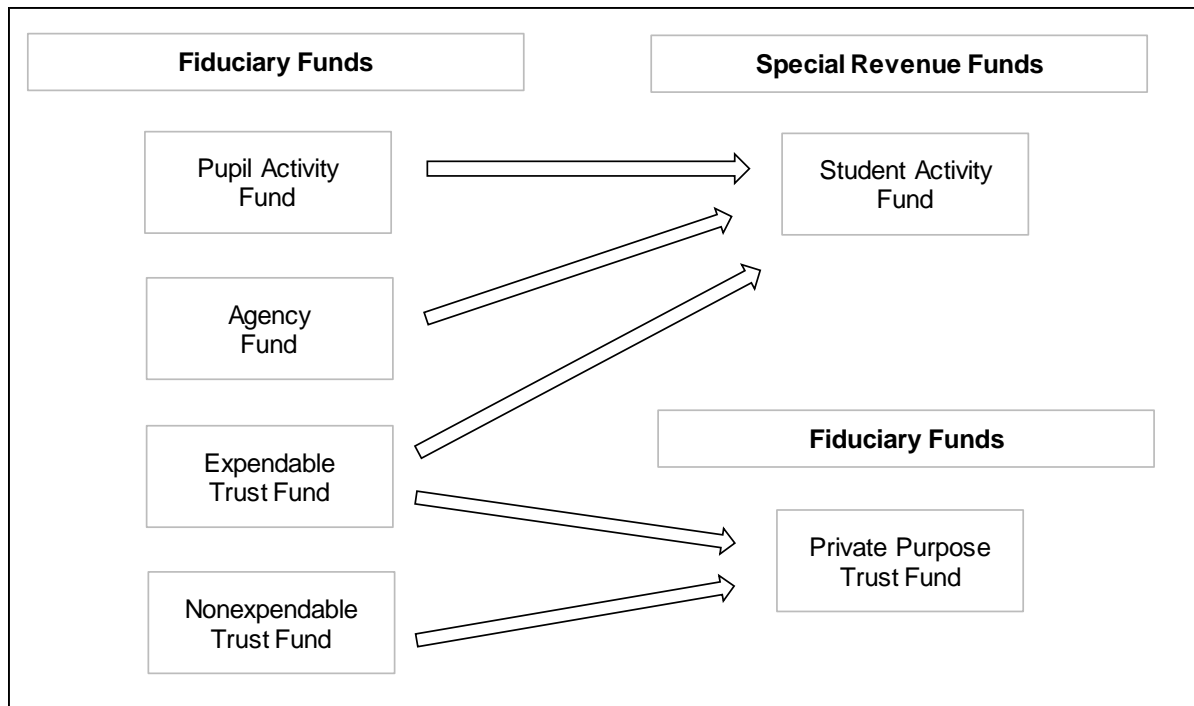 Fiduciary Funds
Special Revenue Funds
Pupil Activity
Fund
Student Activity
Fund
Agency
Fund
Expendable
Trust Fund
Fiduciary Funds
Private Purpose
Trust Fund
Nonexpendable
Trust Fund